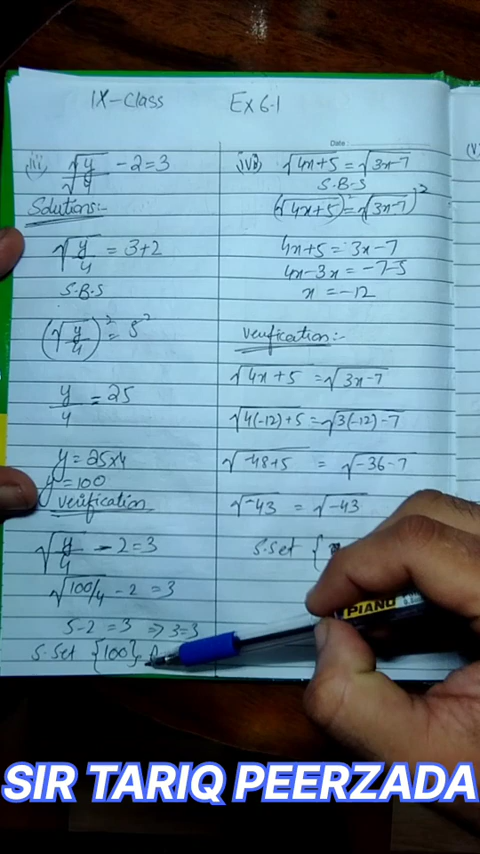 IX-Class Ex 6.1
Date:
(iii) √(y/4) - 2 = 3
Solutions:-
√(y/4) = 3+2
S.B.S
(√(y/4))² = 5²
y/4 = 25
y = 25x4
y = 100
Verification
√(y/4) - 2 = 3
√(100/4) - 2 = 3
5-2 = 3 => 3=3
S.Set {100}
(iv) √(4x+5) = √(3x-7)
S.B.S
(√(4x+5))² = (√(3x-7))²
4x+5 = 3x-7
4x-3x = -7-5
x = -12
Verification:-
√(4x+5) = √(3x-7)
√(4(-12)+5) = √(3(-12)-7)
√(-48+5) = √(-36-7)
√-43 = √-43
S.Set {
(V)
PIANO
SIR TARIQ PEERZADA